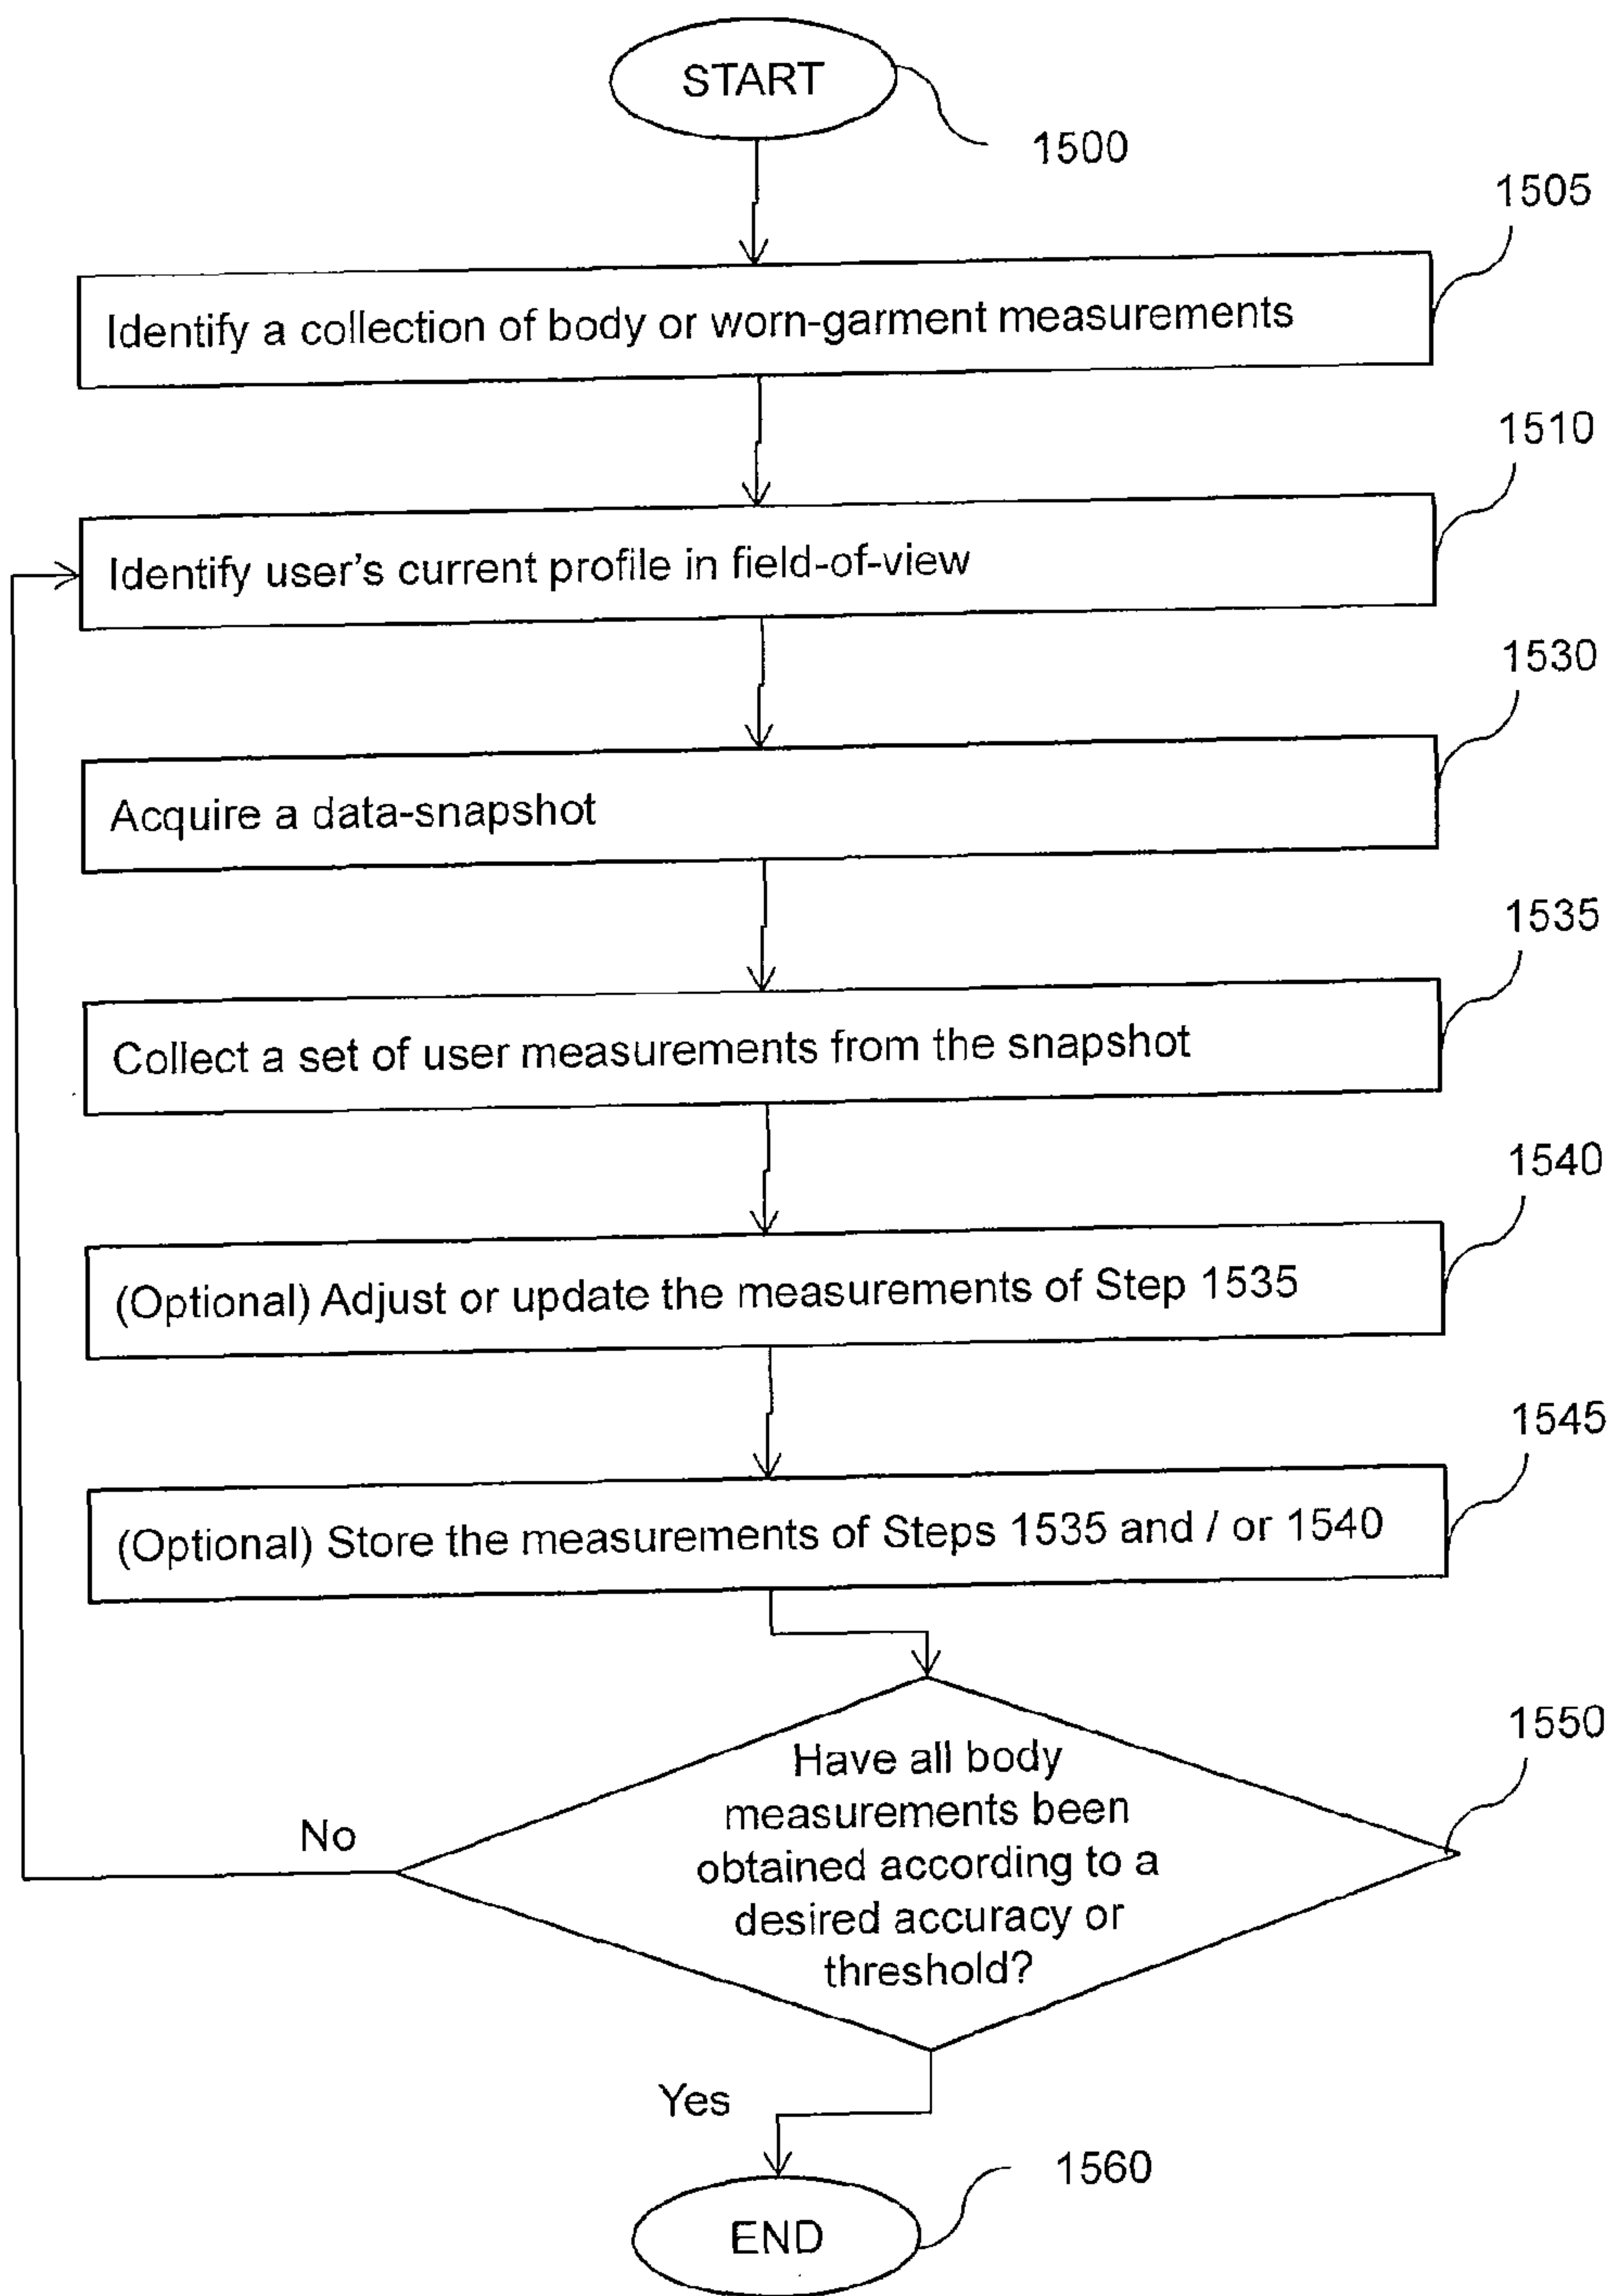 START
1500
1505
Identify a collection of body or worn-garment measurements
1510
Identify user's current profile in field-of-view
1530
Acquire a data-snapshot
1535
Collect a set of user measurements from the snapshot
1540
(Optional) Adjust or update the measurements of Step 1535
1545
(Optional) Store the measurements of Steps 1535 and / or 1540
1550
Have all body
measurements been
obtained according to a
desired accuracy or
threshold?
No
Yes
1560
END